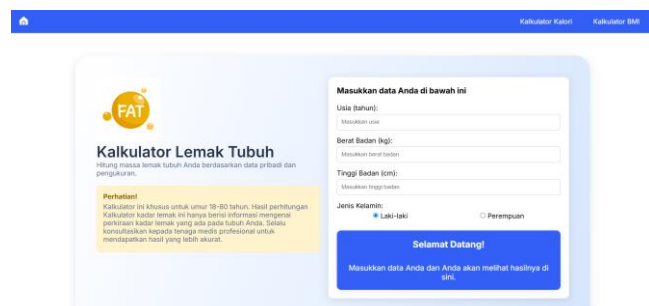 Kalkulator Kalori
Kalkulator BMI
FAT
Kalkulator Lemak Tubuh
Hitung massa lemak tubuh Anda berdasarkan data pribadi dan
pengukuran.
Perhatian!
Kalkulator ini khusus untuk umur 18-80 tahun. Hasil perhitungan
Kalkulator kadar lemak ini hanya berisi informasi mengenai
perkiraan kadar lemak yang ada pada tubuh Anda. Selalu
konsultasikan kepada tenaga medis profesional untuk
mendapatkan hasil yang lebih akurat.
Masukkan data Anda di bawah ini
Usia (tahun):
Masukkan usia
Berat Badan (kg):
Masukkan berat badan
Tinggi Badan (cm):
Masukkan tinggi badan
Jenis Kelamin:
Laki-laki
Perempuan
Selamat Datang!
Masukkan data Anda dan Anda akan melihat hasilnya di
sini.